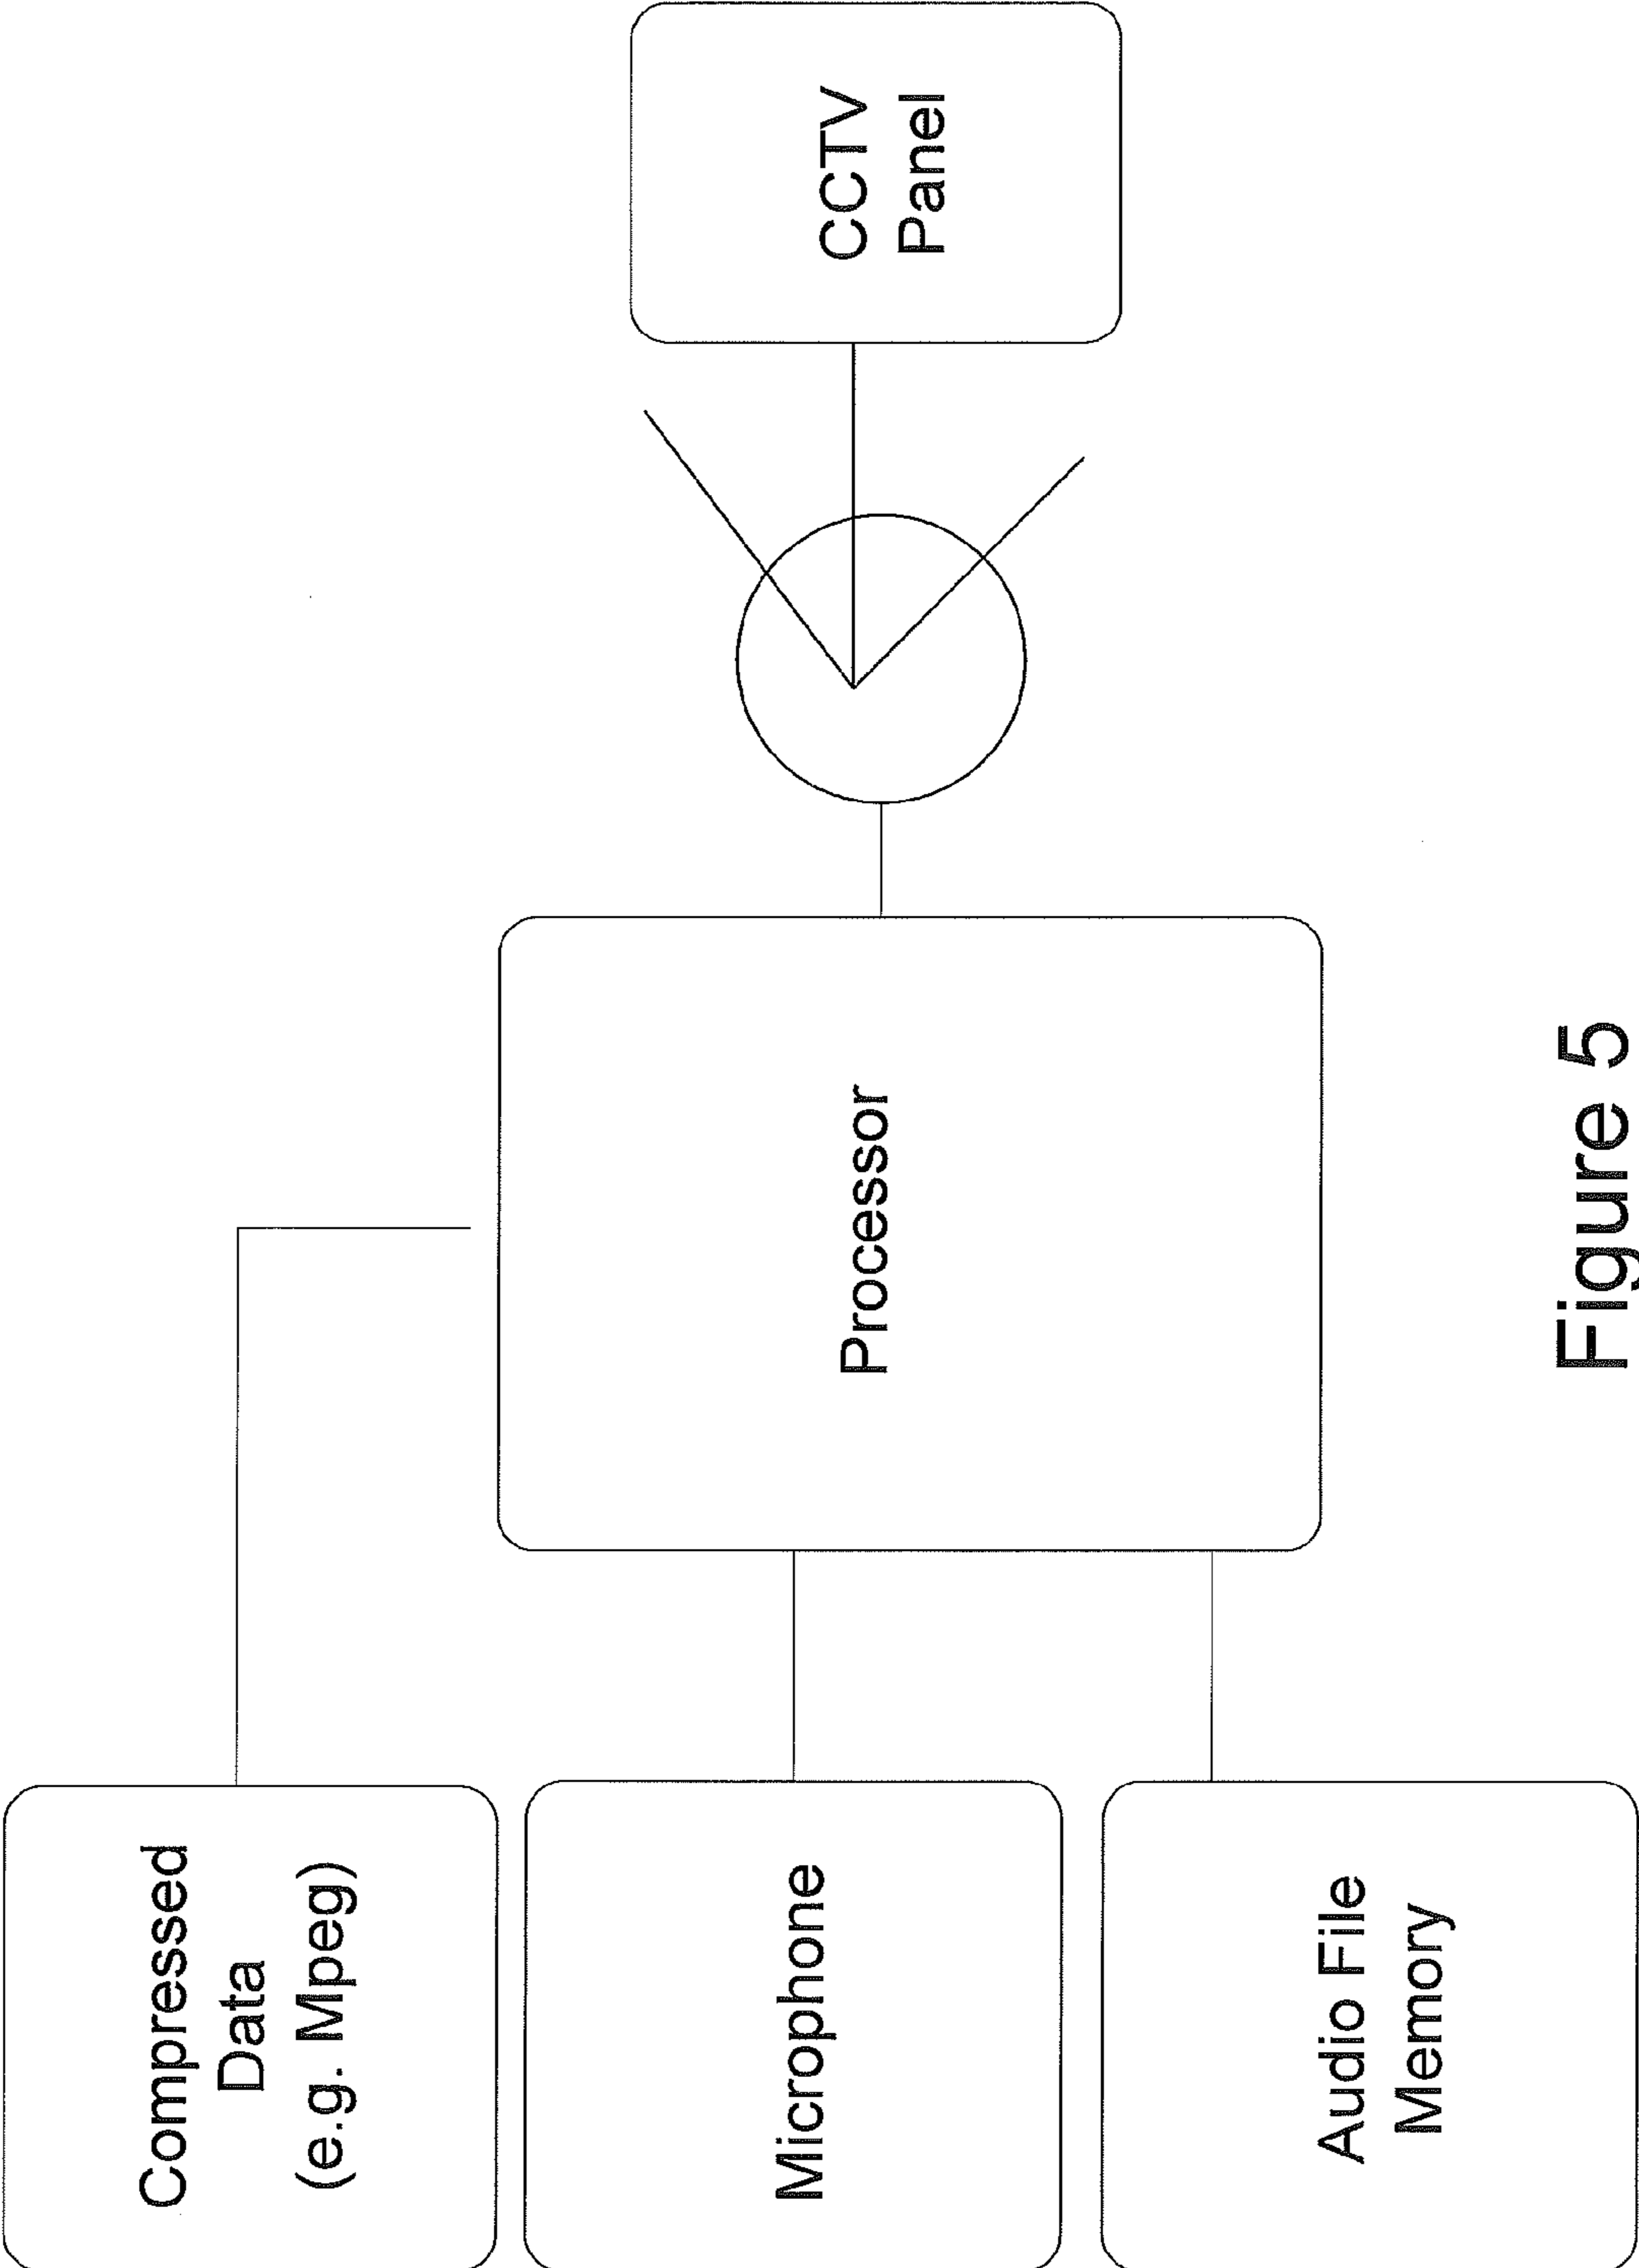 Compressed
Data
(e.g. Mpeg)
Microphone
Audio File
Memory
Processor
CCTV
Panel
Figure 5